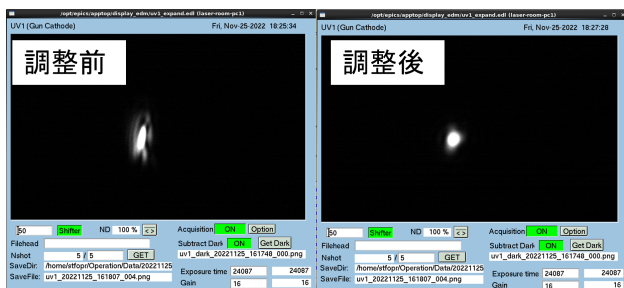 /opt/epics/apptop/display_edm/uv1_expand.edl (laser-room-pc1)
UV1 (Gun Cathode)
Fri, Nov-25-2022 18:25:34
調整前
50
Shifter
ND 100 %
< >
Acquisition ON Option
Filehead
Subtract Dark ON Get Dark
Nshot 5 / 5 GET
uv1_dark_20221125_161748_000.png
SaveDir: /home/stfopr/Operation/Data/20221125
SaveFile: uv1_20221125_161807_004.png
Exposure time 24087 24087
Gain 16 16
/opt/epics/apptop/display_edm/uv1_expand.edl (laser-room-pc1)
UV1 (Gun Cathode)
Fri, Nov-25-2022 18:27:28
調整後
50
Shifter
ND 100 %
< >
Acquisition ON Option
Filehead
Subtract Dark ON Get Dark
Nshot 5 / 5 GET
uv1_dark_20221125_161748_000.png
SaveDir: /home/stfopr/Operation/Data/20221125
SaveFile: uv1_20221125_161807_004.png
Exposure time 24087 24087
Gain 16 16